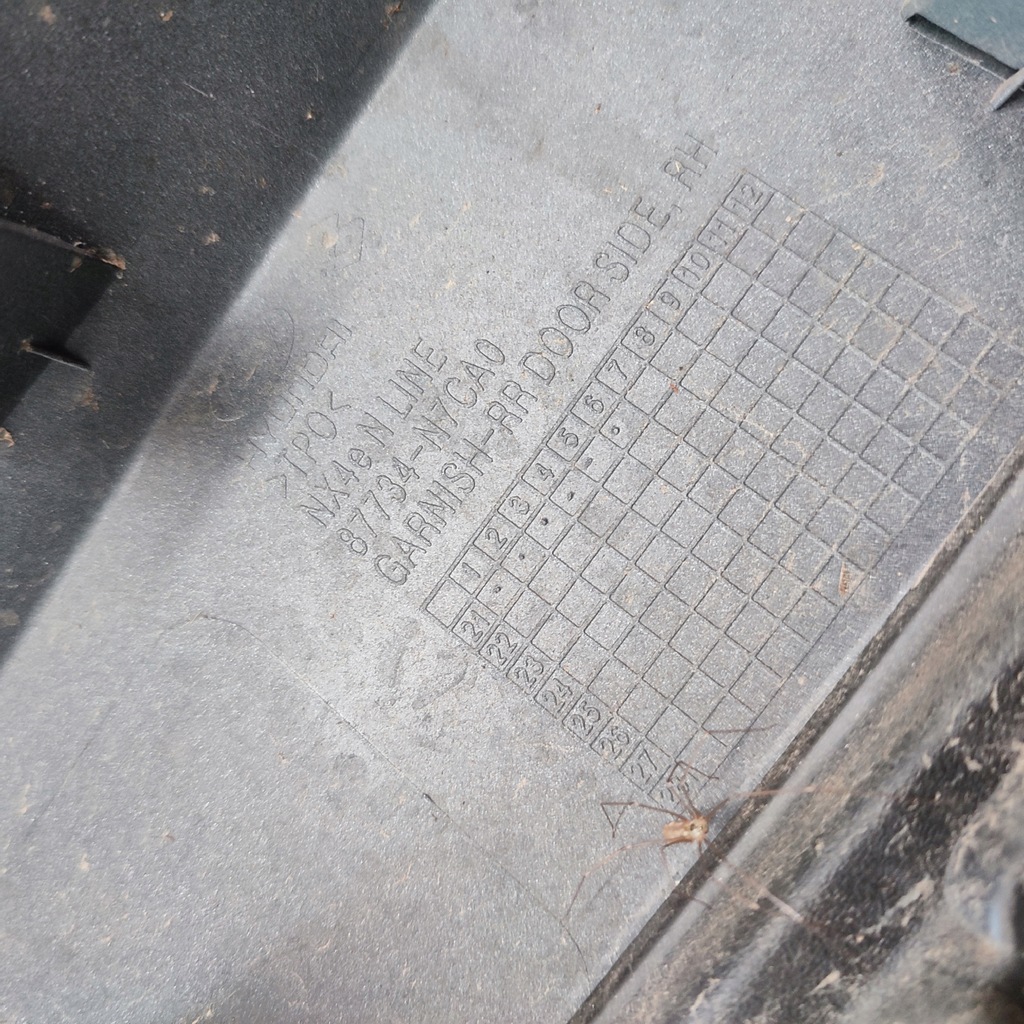 HYUNDAI
>TPO<
NX4e N LINE
87734-N7CA0
GARNISH-RR DOOR SIDE, RH
1 2 3 4 5 6 7 8 9 10 11 12
21
22
23
24
25
26
27
28